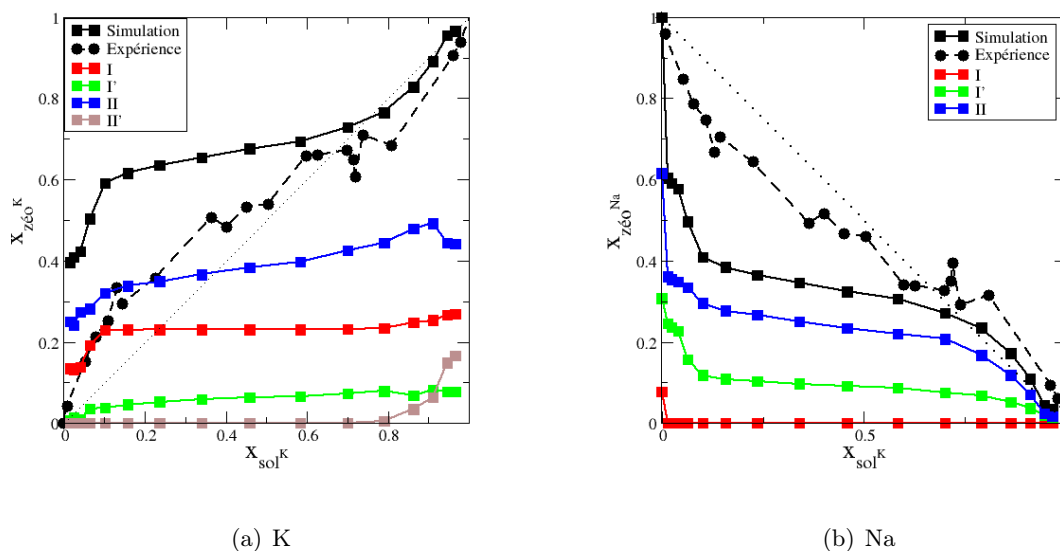 1
0.8
0.6
0.4
0.2
0
0 0.2 0.4 0.6 0.8
x_zéo^K
x_sol^K
Simulation
Expérience
I
I'
II
II'
(a) K
1
0.8
0.6
0.4
0.2
0
0 0.5
x_zéo^Na
x_sol^K
Simulation
Expérience
I
I'
II
(b) Na